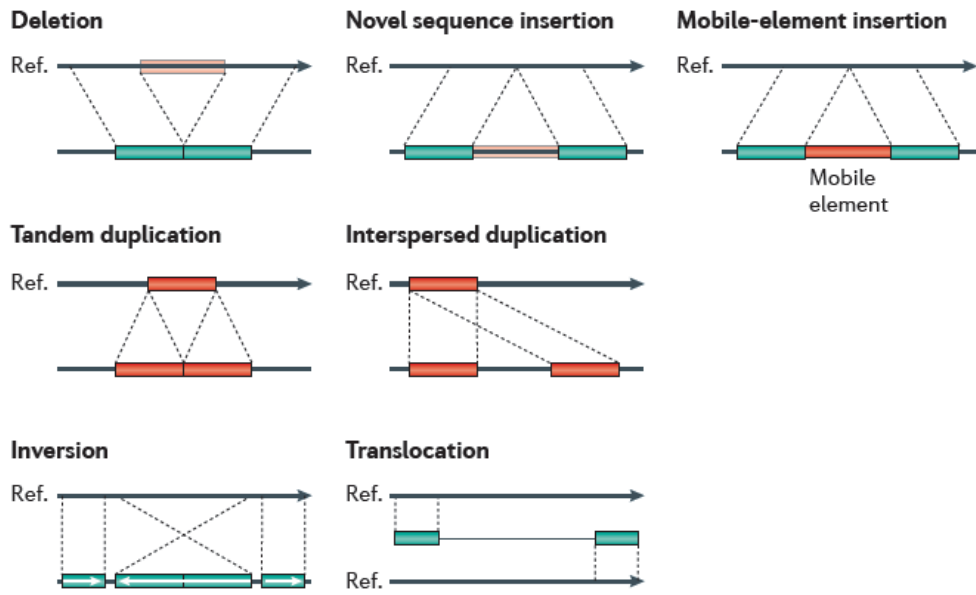 Deletion
Ref.
Novel sequence insertion
Ref.
Mobile-element insertion
Ref.
Mobile
element
Tandem duplication
Ref.
Interspersed duplication
Ref.
Inversion
Ref.
Translocation
Ref.
Ref.